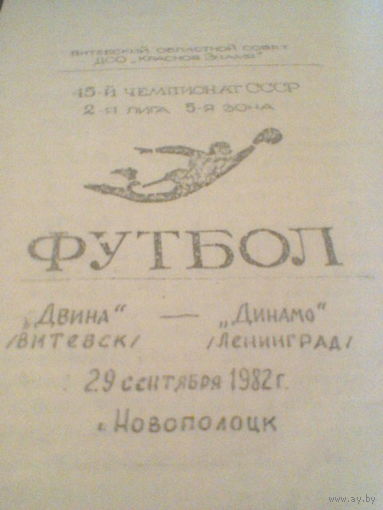 ВИТЕБСКИЙ ОБЛАСТНОЙ СОВЕТ
ДСО „КРАСНОЕ ЗНАМЯ"
45-Й ЧЕМПИОНАТ СССР
2-Я ЛИГА 5-Я ЗОНА
ФУТБОЛ
„ДВИНА" — „ДИНАМО"
/ВИТЕБСК/ /ЛЕНИНГРАД/
29 СЕНТЯБРЯ 1982 г.
г. НОВОПОЛОЦК
www.ay.by